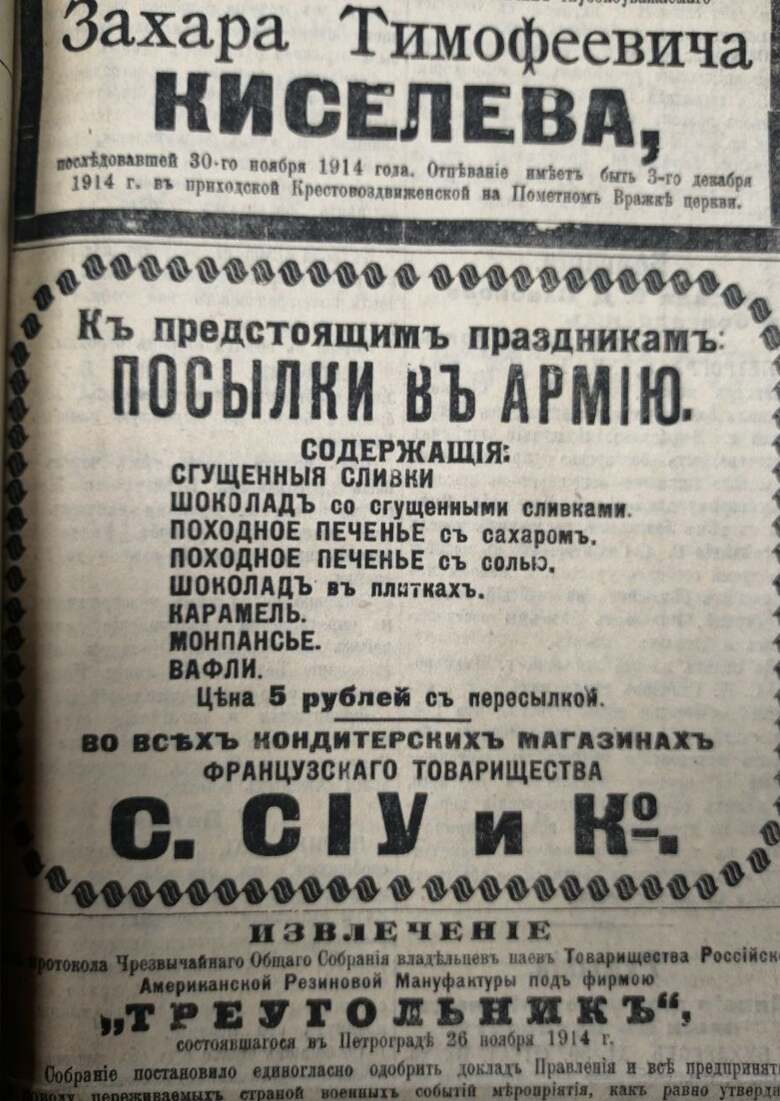 Захара Тимофеевича
КИСЕЛЕВА,
послѣдовавшей 30-го ноября 1914 года. Отпѣваніе имѣетъ быть 3-го декабря
1914 г. въ приходской Крестовоздвиженской на Пометномъ Вражкѣ церкви.
Къ предстоящимъ праздникамъ:
ПОСЫЛКИ ВЪ АРМІЮ.
СОДЕРЖАЩІЯ:
СГУЩЕННЫЯ СЛИВКИ
ШОКОЛАДЪ со сгущенными сливками.
ПОХОДНОЕ ПЕЧЕНЬЕ съ сахаромъ.
ПОХОДНОЕ ПЕЧЕНЬЕ съ солью.
ШОКОЛАДЪ въ плиткахъ.
КАРАМЕЛЬ.
МОНПАНСЬЕ.
ВАФЛИ.
Цѣна 5 рублей съ пересылкой.
ВО ВСѢХЪ КОНДИТЕРСКИХЪ МАГАЗИНАХЪ
ФРАНЦУЗСКАГО ТОВАРИЩЕСТВА
С. СІУ и Ко.
ИЗВЛЕЧЕНІЕ
протокола Чрезвычайнаго Общаго Собранія владѣльцевъ паевъ Товарищества Россійско-
Американской Резиновой Мануфактуры подъ фирмою
„ТРЕУГОЛЬНИКЪ“,
состоявшагося въ Петроградѣ 26 ноября 1914 г.
Собраніе постановило единогласно одобрить докладъ Правленія и всѣ предпринят
поводу переживаемыхъ страной военныхъ событій мѣропріятія, какъ равно утверди